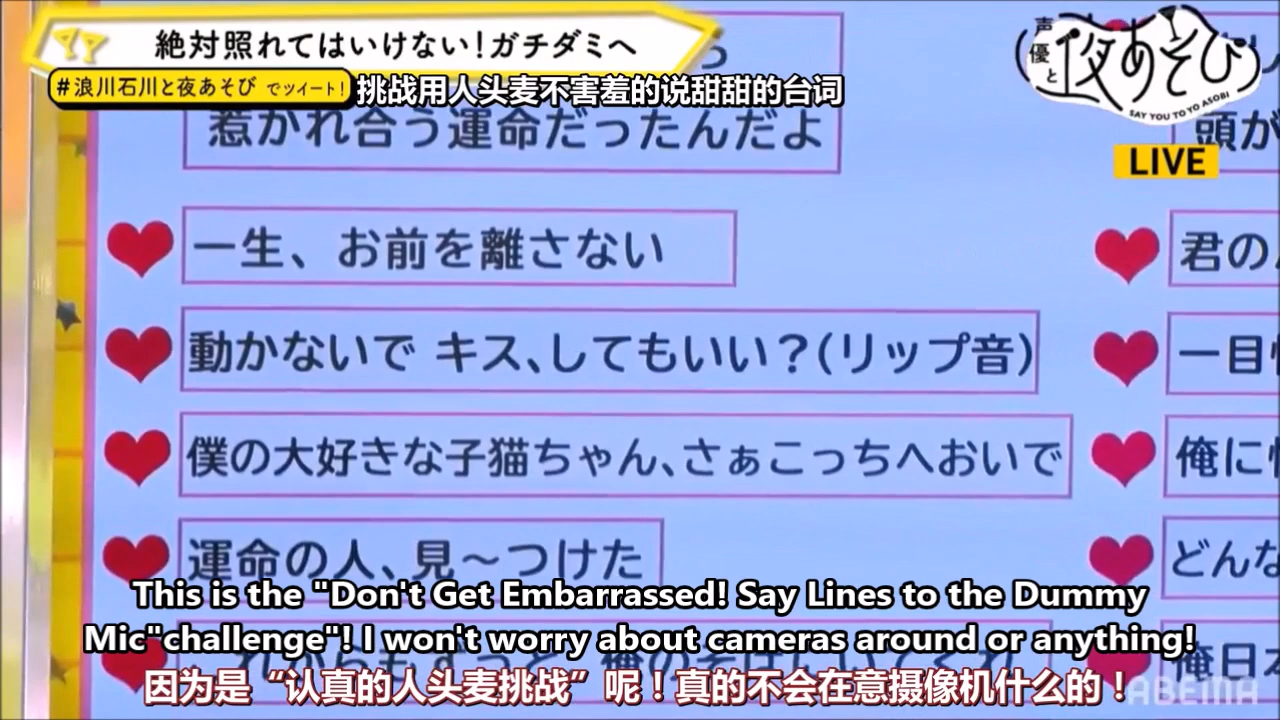 絶対照れてはいけない!ガチダミへ
#浪川石川と夜あそび でツイート!
挑战用人头麦不害羞的说甜甜的台词
声優と夜あそび
SAY YOU TO YO ASOBI
LIVE
惹かれ合う運命だったんだよ
頭が
一生、お前を離さない
君の
動かないで キス、してもいい?(リップ音)
一目
僕の大好きな子猫ちゃん、さぁこっちへおいで
俺に
運命の人、見~つけた
どんな
俺日本
This is the "Don't Get Embarrassed! Say Lines to the Dummy
Mic"challenge"! I won't worry about cameras around or anything!
因为是“认真的人头麦挑战”呢!真的不会在意摄像机什么的!
ABEMA